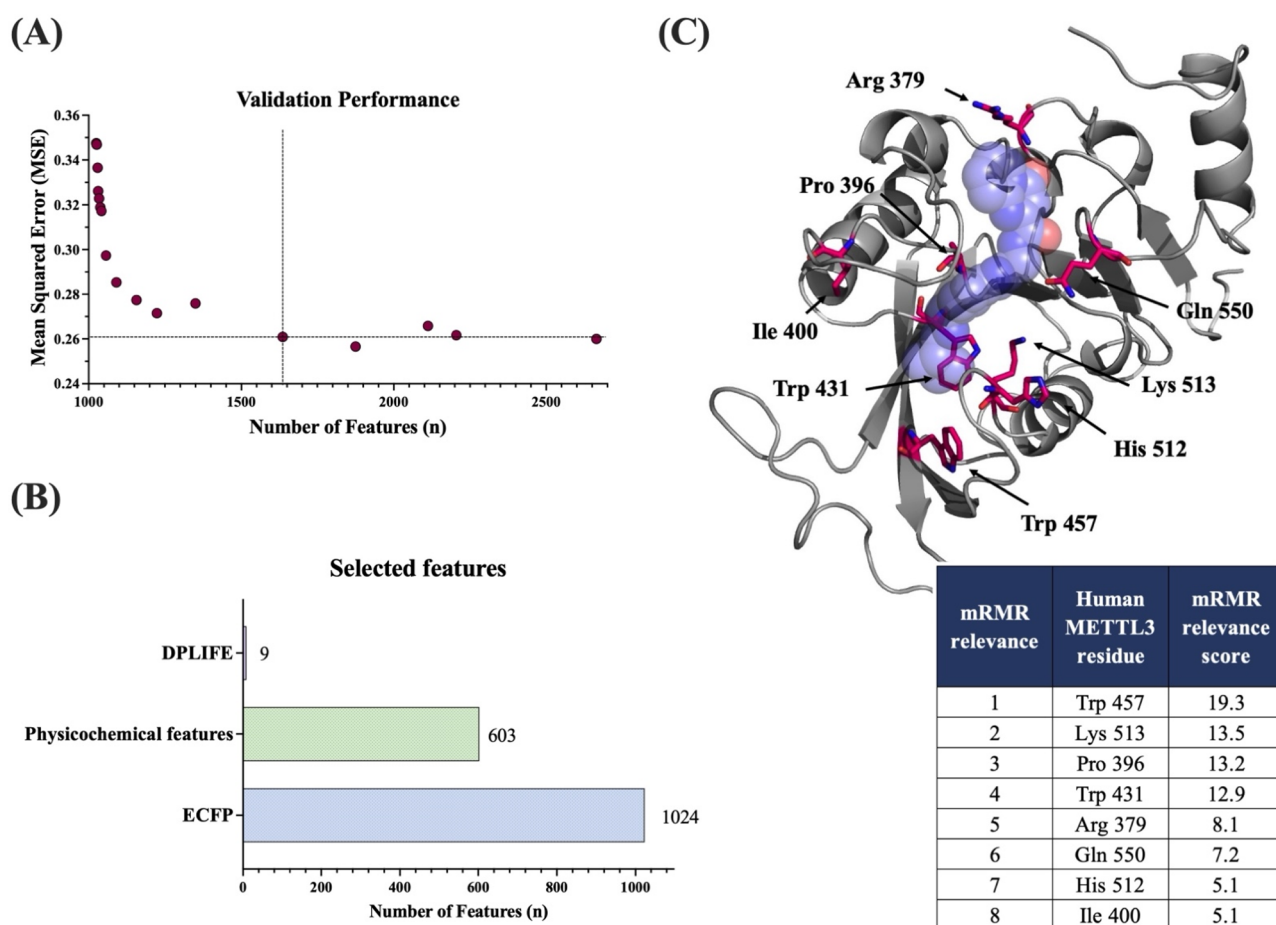 (A)
Validation Performance
Mean Squared Error (MSE)
0.36
0.34
0.32
0.30
0.28
0.26
0.24
1000
1500
2000
2500
Number of Features (n)
(B)
Selected features
DPLIFE
9
Physicochemical features
603
ECFP
1024
0
200
400
600
800
1000
Number of Features (n)
(C)
Arg 379
Pro 396
Ile 400
Gln 550
Trp 431
Lys 513
His 512
Trp 457
mRMR relevance
Human METTL3 residue
mRMR relevance score
1 Trp 457 19.3
2 Lys 513 13.5
3 Pro 396 13.2
4 Trp 431 12.9
5 Arg 379 8.1
6 Gln 550 7.2
7 His 512 5.1
8 Ile 400 5.1